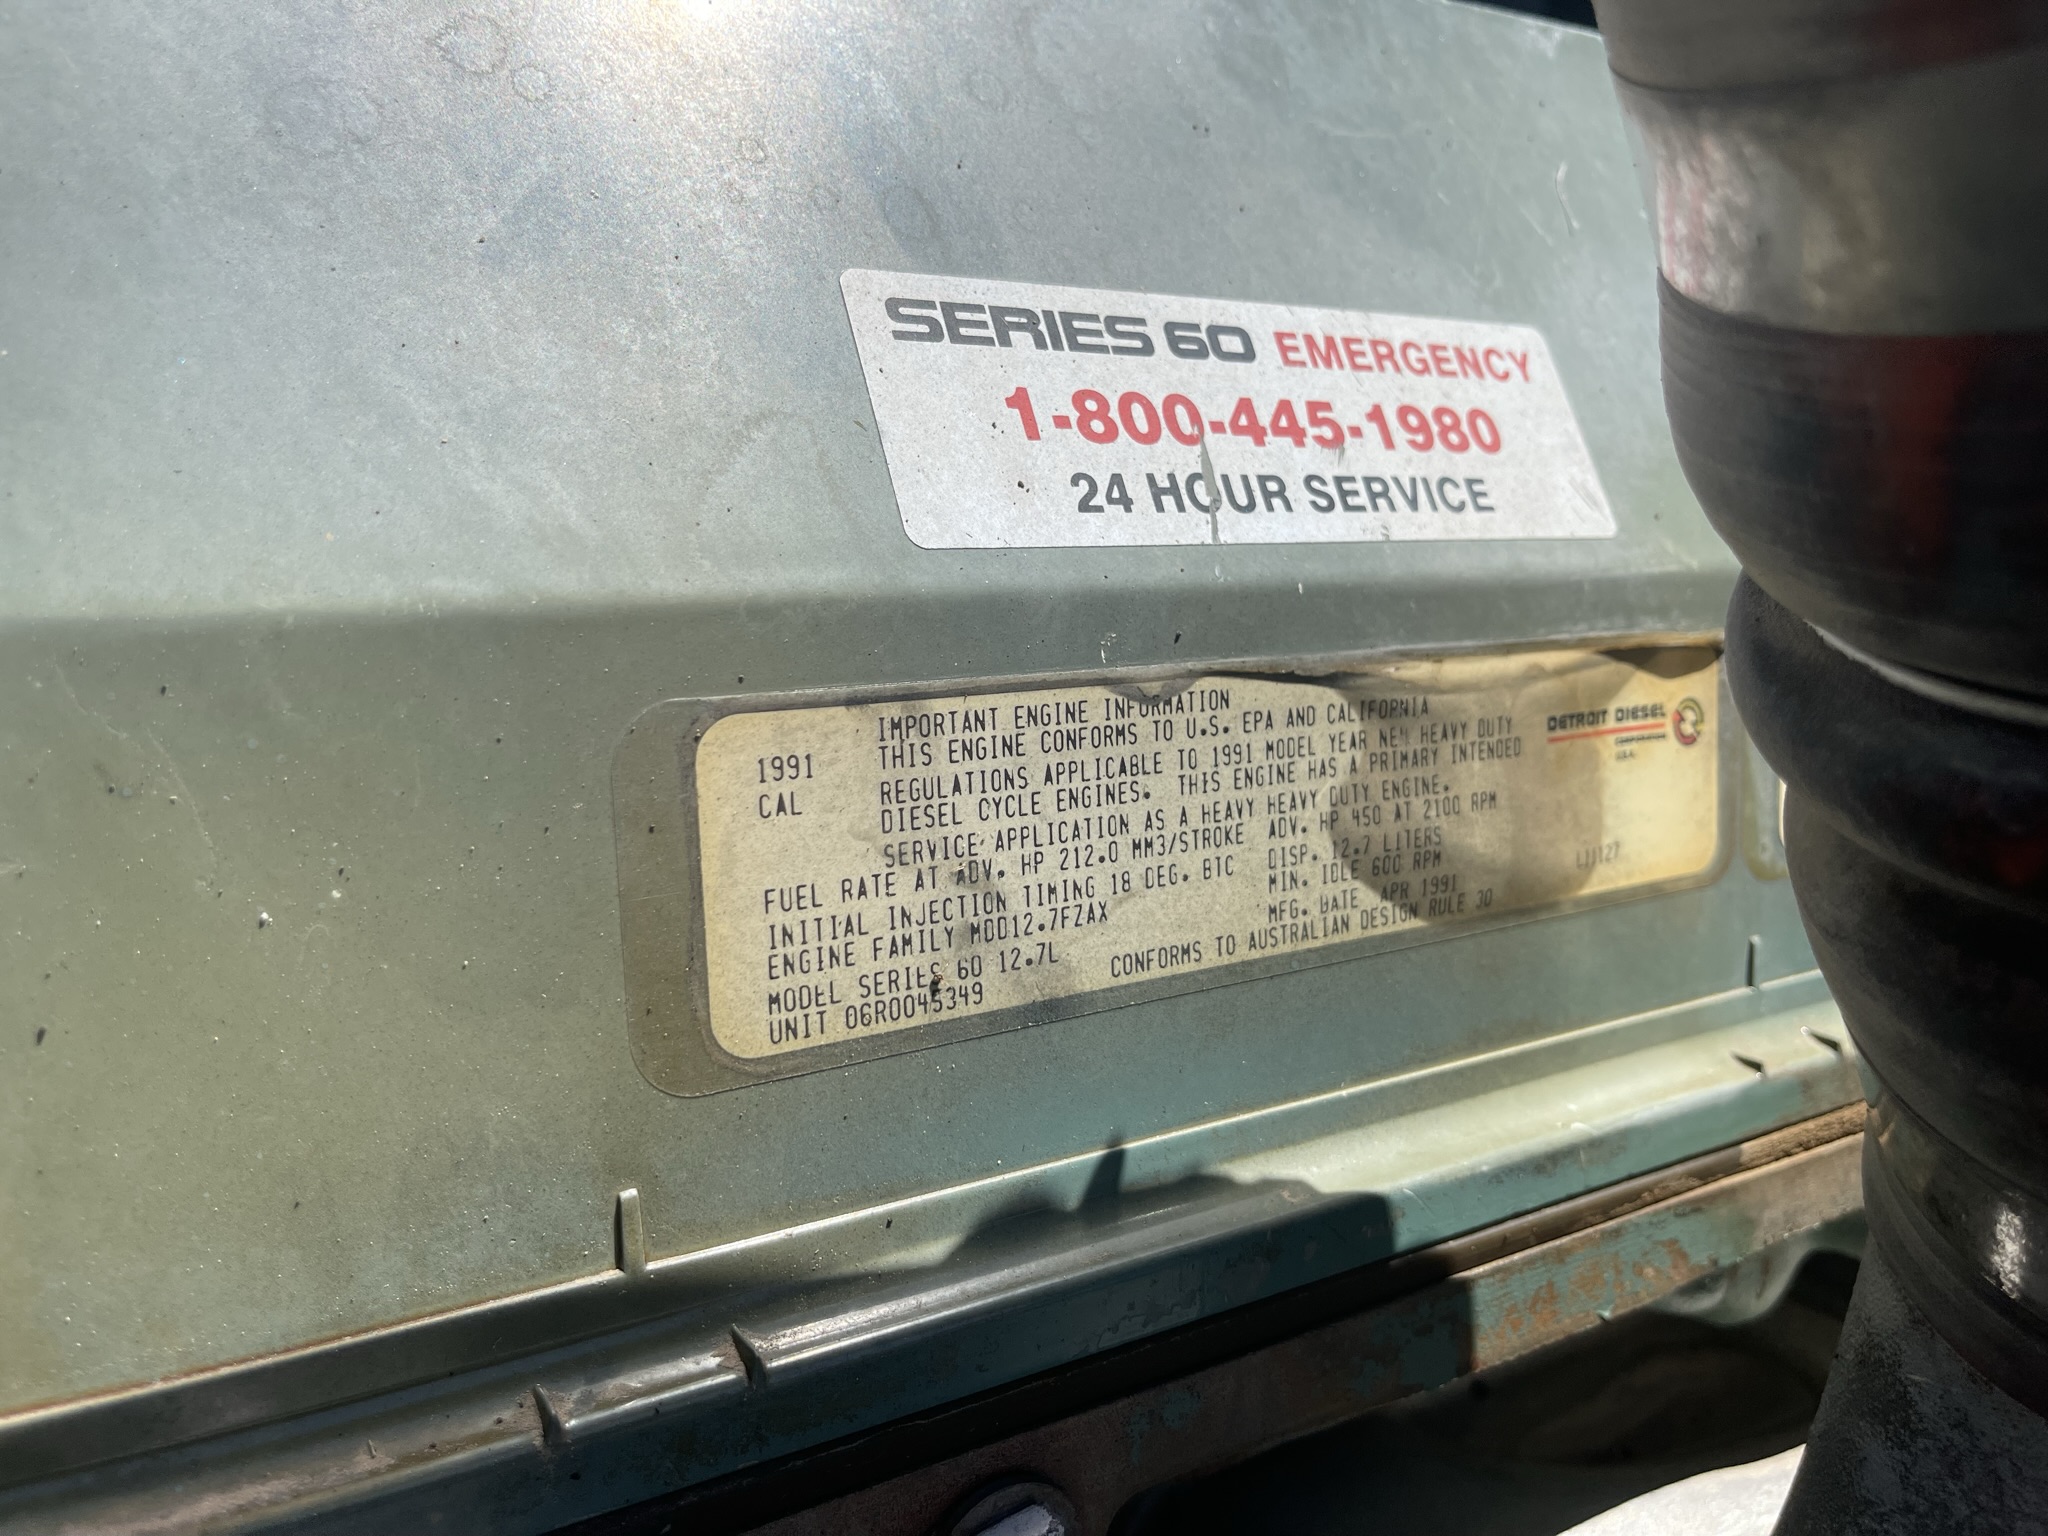 SERIES 60 EMERGENCY
1-800-445-1980
24 HOUR SERVICE
1991
CAL
IMPORTANT ENGINE INFORMATION
THIS ENGINE CONFORMS TO U.S. EPA AND CALIFORNIA
REGULATIONS APPLICABLE TO 1991 MODEL YEAR NEW HEAVY DUTY
DIESEL CYCLE ENGINES. THIS ENGINE HAS A PRIMARY INTENDED
SERVICE APPLICATION AS A HEAVY HEAVY DUTY ENGINE.
FUEL RATE AT ADV. HP 212.0 MM3/STROKE ADV. HP 450 AT 2100 RPM
INITIAL INJECTION TIMING 18 DEG. BTC DISP. 12.7 LITERS
ENGINE FAMILY MDD12.7FZAX MIN. IDLE 600 RPM
MODEL SERIES 60 12.7L MFG. DATE APR 1991
UNIT 06R0045349 CONFORMS TO AUSTRALIAN DESIGN RULE 30
DETROIT DIESEL
CORPORATION
U.S.A.